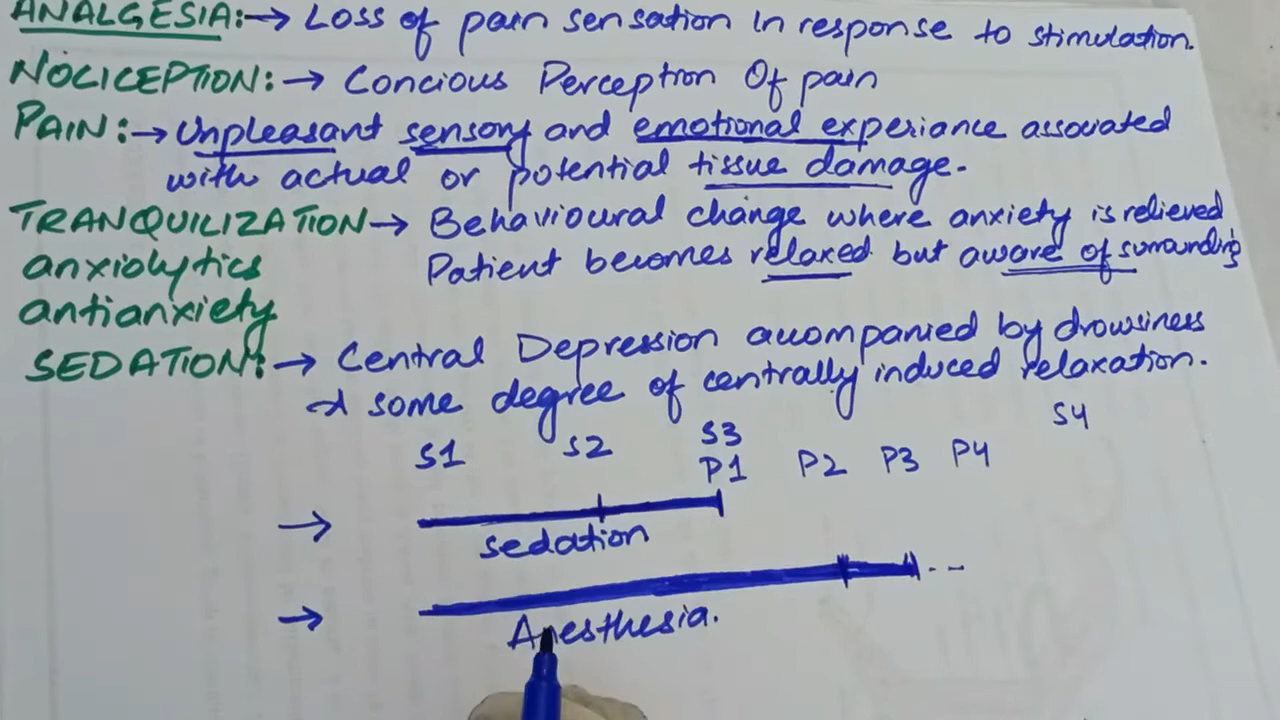 ANALGESIA:→ Loss of pain sensation in response to stimulation.
NOCICEPTION:→ Concious Perception Of pain
PAIN:→ Unpleasant sensory and emotional experiance associated
with actual or potential tissue damage.
TRANQUILIZATION→ Behavioural change where anxiety is relieved
anxiolytics Patient becomes relaxed but aware of surrounding
antianxiety
SEDATION:→ Central Depression accompanied by drowsiness
& some degree of centrally induced relaxation.
S1 S2 S3 S4
P1 P2 P3 P4
→ sedation
→ Anesthesia.